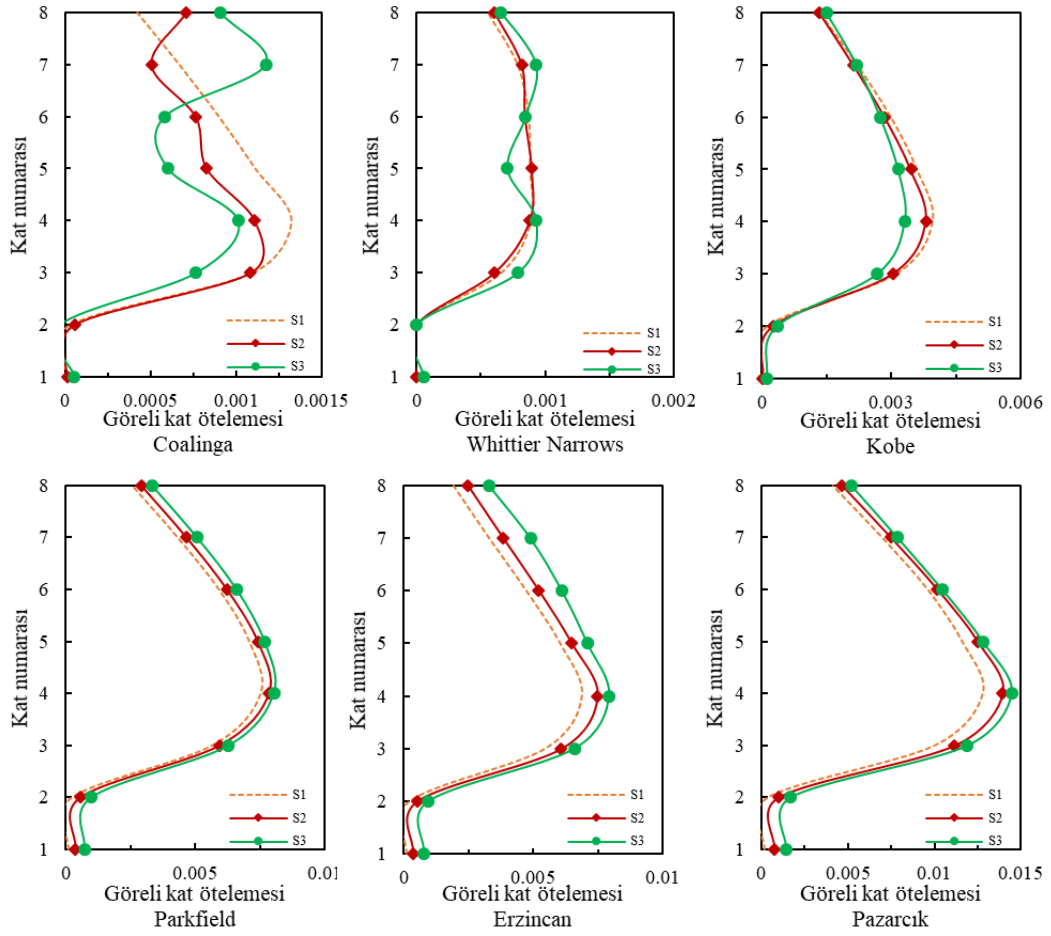 8
7
6
5
4
3
2
1
Kat numarası
S1
S2
S3
0 0.0005 0.001 0.0015
Göreli kat ötelemesi
Coalinga
8
7
6
5
4
3
2
1
Kat numarası
S1
S2
S3
0 0.001 0.002
Göreli kat ötelemesi
Whittier Narrows
8
7
6
5
4
3
2
1
Kat numarası
S1
S2
S3
0 0.003 0.006
Göreli kat ötelemesi
Kobe
8
7
6
5
4
3
2
1
Kat numarası
S1
S2
S3
0 0.005 0.01
Göreli kat ötelemesi
Parkfield
8
7
6
5
4
3
2
1
Kat numarası
S1
S2
S3
0 0.005 0.01
Göreli kat ötelemesi
Erzincan
8
7
6
5
4
3
2
1
Kat numarası
S1
S2
S3
0 0.005 0.01 0.015
Göreli kat ötelemesi
Pazarcık